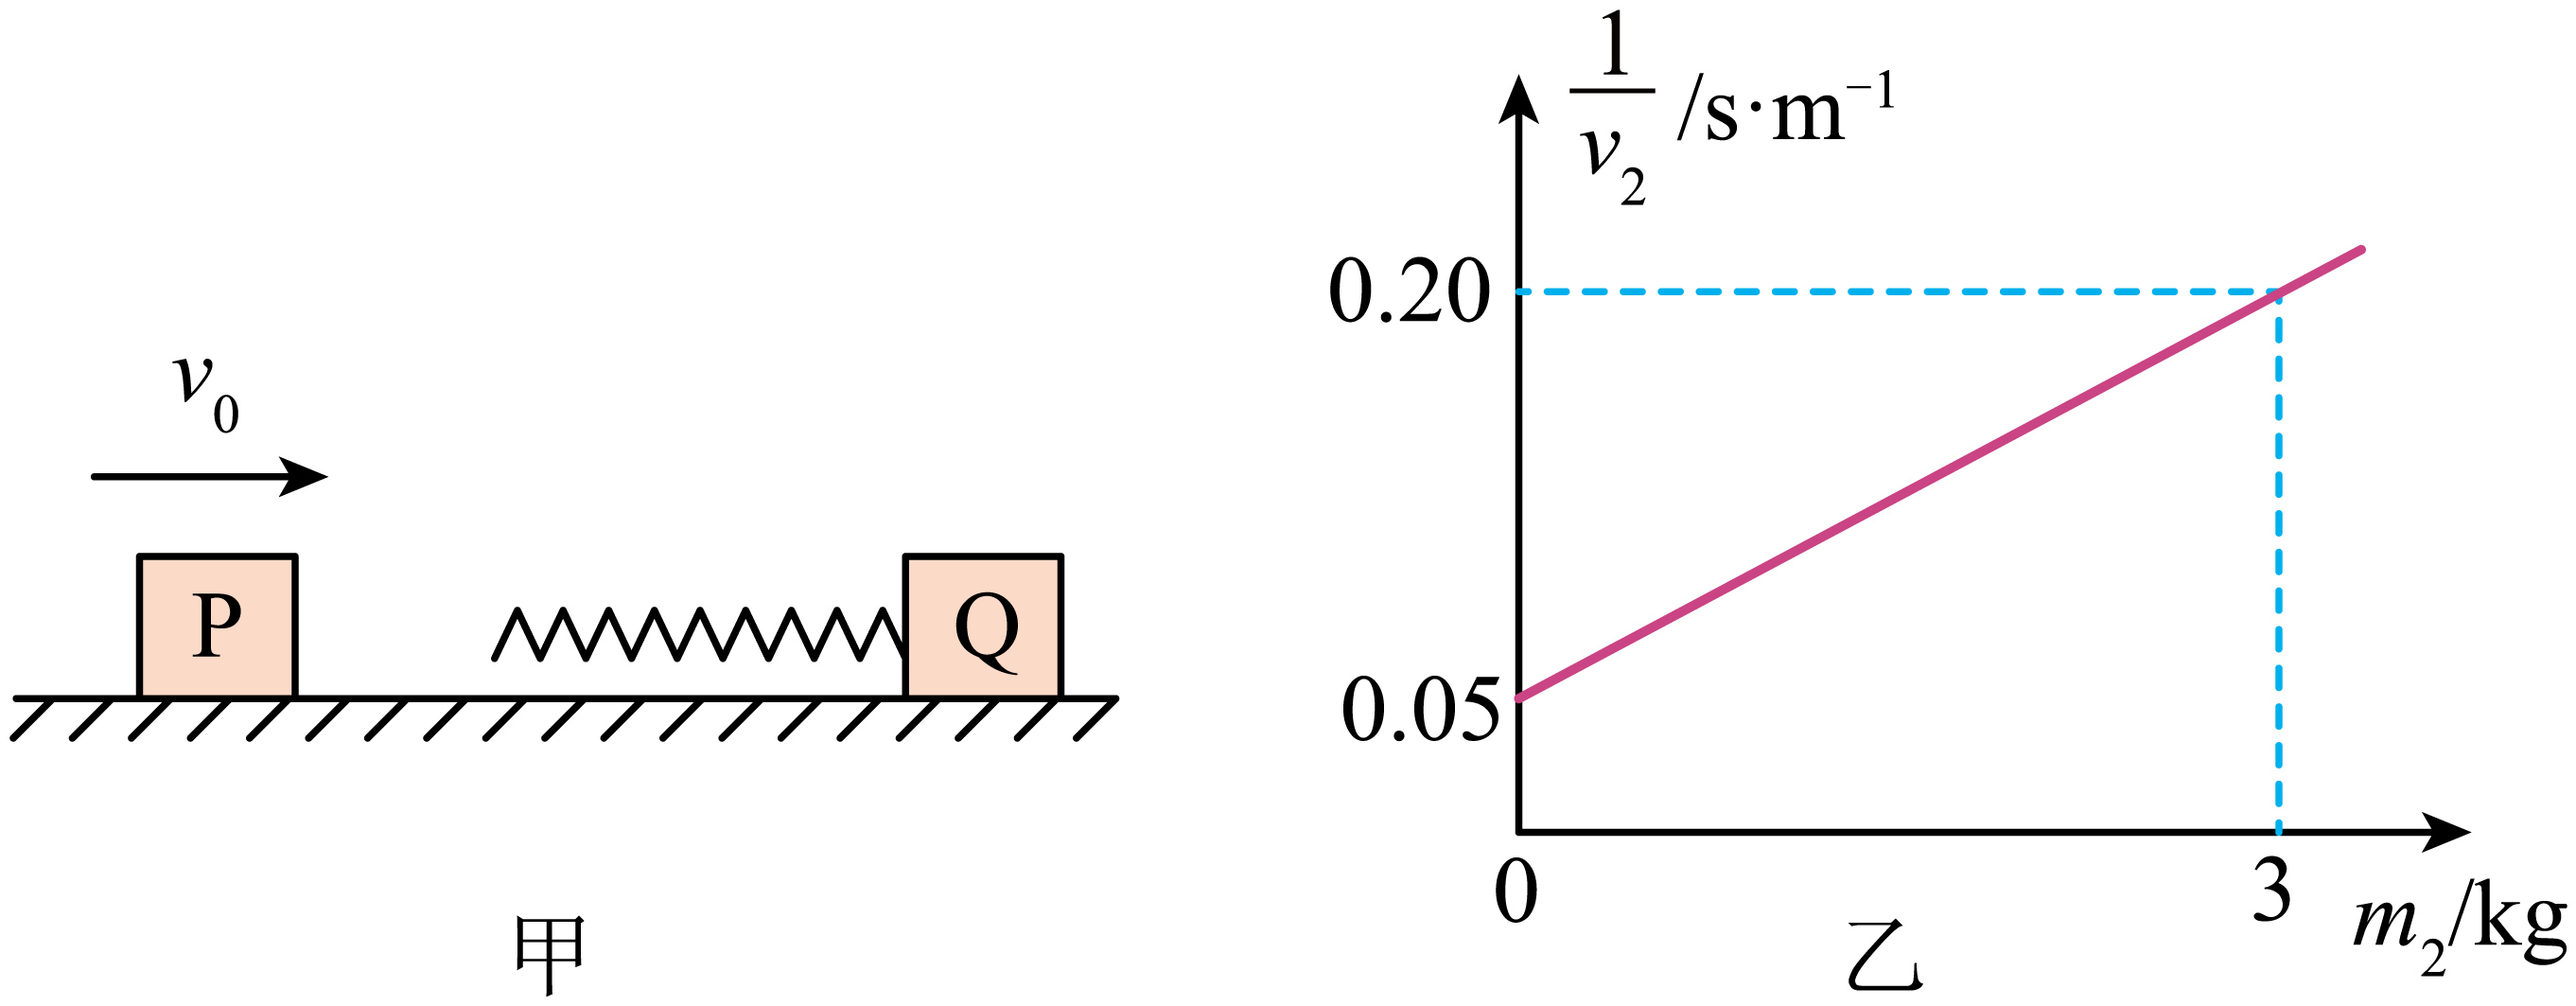 v₀
P
Q
甲
1/v₂ /s·m⁻¹
0.20
0.05
0
3
m₂/kg
乙